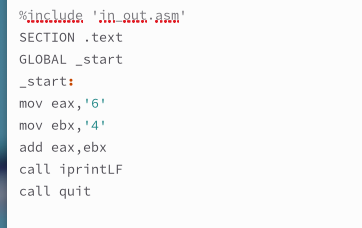 %include 'in_out.asm'
SECTION .text
GLOBAL _start
_start:
mov eax,'6'
mov ebx,'4'
add eax,ebx
call iprintLF
call quit